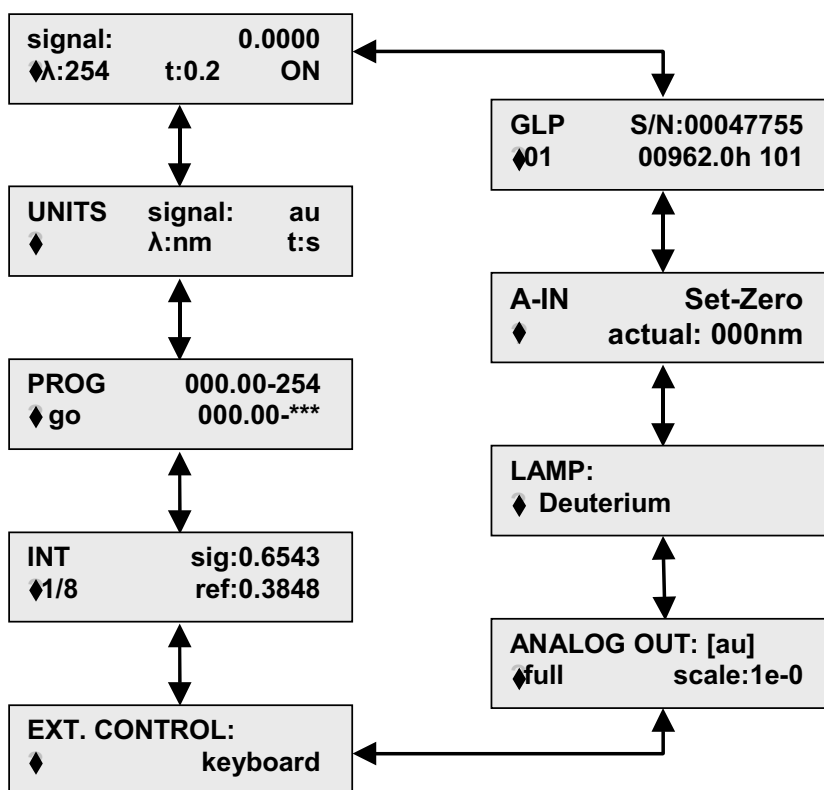 signal: 0.0000
λ:254 t:0.2 ON
UNITS signal: au
λ:nm t:s
PROG 000.00-254
go 000.00-***
INT sig:0.6543
1/8 ref:0.3848
EXT. CONTROL:
keyboard
GLP S/N:00047755
01 00962.0h 101
A-IN Set-Zero
actual: 000nm
LAMP:
Deuterium
ANALOG OUT: [au]
full scale:1e-0